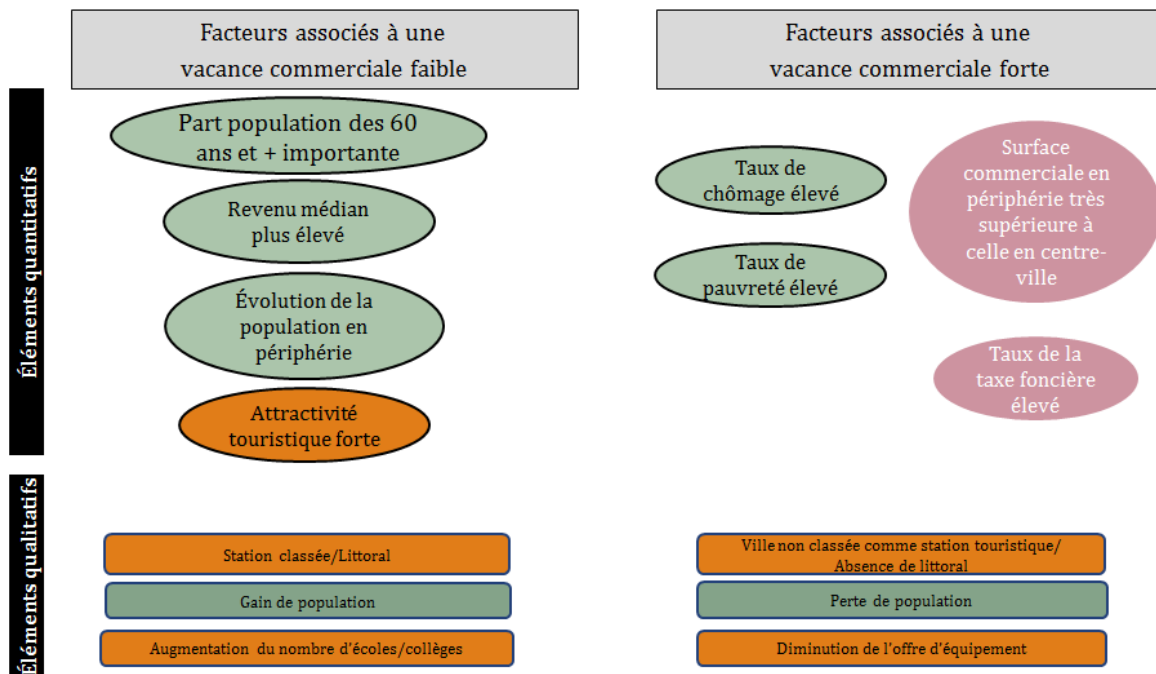 Facteurs associés à une
vacance commerciale faible
Facteurs associés à une
vacance commerciale forte
Éléments quantitatifs
Part population des 60
ans et + importante
Revenu médian
plus élevé
Évolution de la
population en
périphérie
Attractivité
touristique forte
Taux de
chômage élevé
Taux de
pauvreté élevé
Surface
commerciale en
périphérie très
supérieure à
celle en centre-
ville
Taux de la
taxe foncière
élevé
Éléments qualitatifs
Station classée/Littoral
Gain de population
Augmentation du nombre d'écoles/collèges
Ville non classée comme station touristique/
Absence de littoral
Perte de population
Diminution de l'offre d'équipement